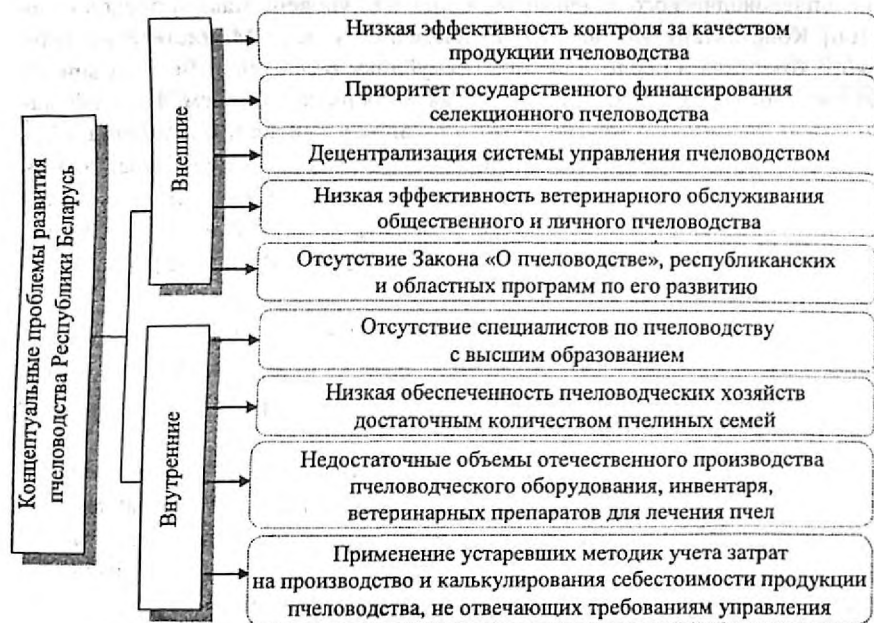 Концептуальные проблемы развития
пчеловодства Республики Беларусь
Внешние
Низкая эффективность контроля за качеством
продукции пчеловодства
Приоритет государственного финансирования
селекционного пчеловодства
Децентрализация системы управления пчеловодством
Низкая эффективность ветеринарного обслуживания
общественного и личного пчеловодства
Отсутствие Закона «О пчеловодстве», республиканских
и областных программ по его развитию
Внутренние
Отсутствие специалистов по пчеловодству
с высшим образованием
Низкая обеспеченность пчеловодческих хозяйств
достаточным количеством пчелиных семей
Недостаточные объемы отечественного производства
пчеловодческого оборудования, инвентаря,
ветеринарных препаратов для лечения пчел
Применение устаревших методик учета затрат
на производство и калькулирования себестоимости продукции
пчеловодства, не отвечающих требованиям управления